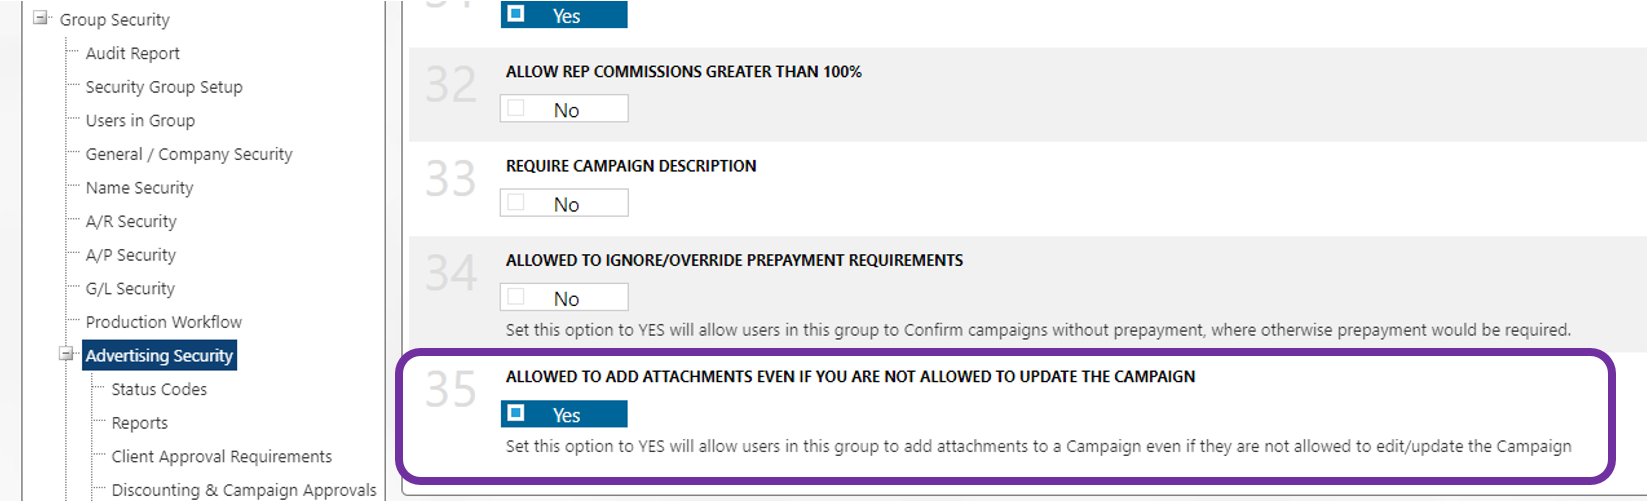 Group Security
Audit Report
Security Group Setup
Users in Group
General / Company Security
Name Security
A/R Security
A/P Security
G/L Security
Production Workflow
Advertising Security
Status Codes
Reports
Client Approval Requirements
Discounting & Campaign Approvals
Yes
32
ALLOW REP COMMISSIONS GREATER THAN 100%
No
33
REQUIRE CAMPAIGN DESCRIPTION
No
34
ALLOWED TO IGNORE/OVERRIDE PREPAYMENT REQUIREMENTS
No
Set this option to YES will allow users in this group to Confirm campaigns without prepayment, where otherwise prepayment would be required.
35
ALLOWED TO ADD ATTACHMENTS EVEN IF YOU ARE NOT ALLOWED TO UPDATE THE CAMPAIGN
Yes
Set this option to YES will allow users in this group to add attachments to a Campaign even if they are not allowed to edit/update the Campaign